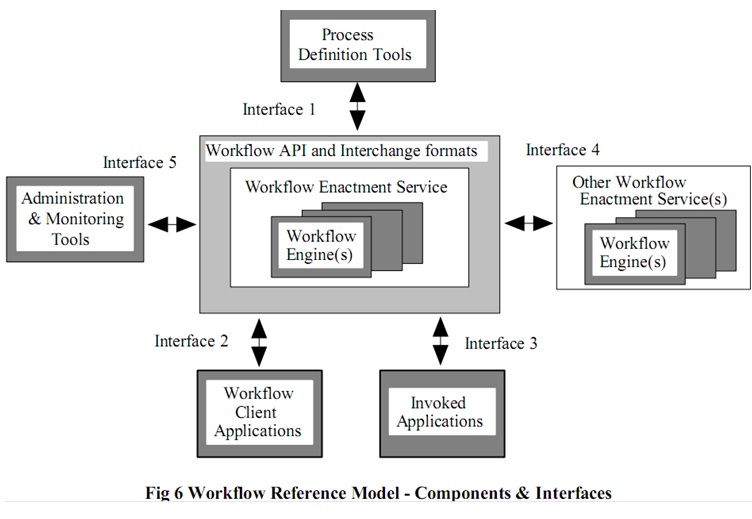 Process
Definition Tools
Interface 1
Workflow API and Interchange formats
Interface 5
Interface 4
Workflow Enactment Service
Workflow
Engine(s)
Administration
& Monitoring
Tools
Other Workflow
Enactment Service(s)
Workflow
Engine(s)
Interface 2
Interface 3
Workflow
Client
Applications
Invoked
Applications
Fig 6 Workflow Reference Model - Components & Interfaces